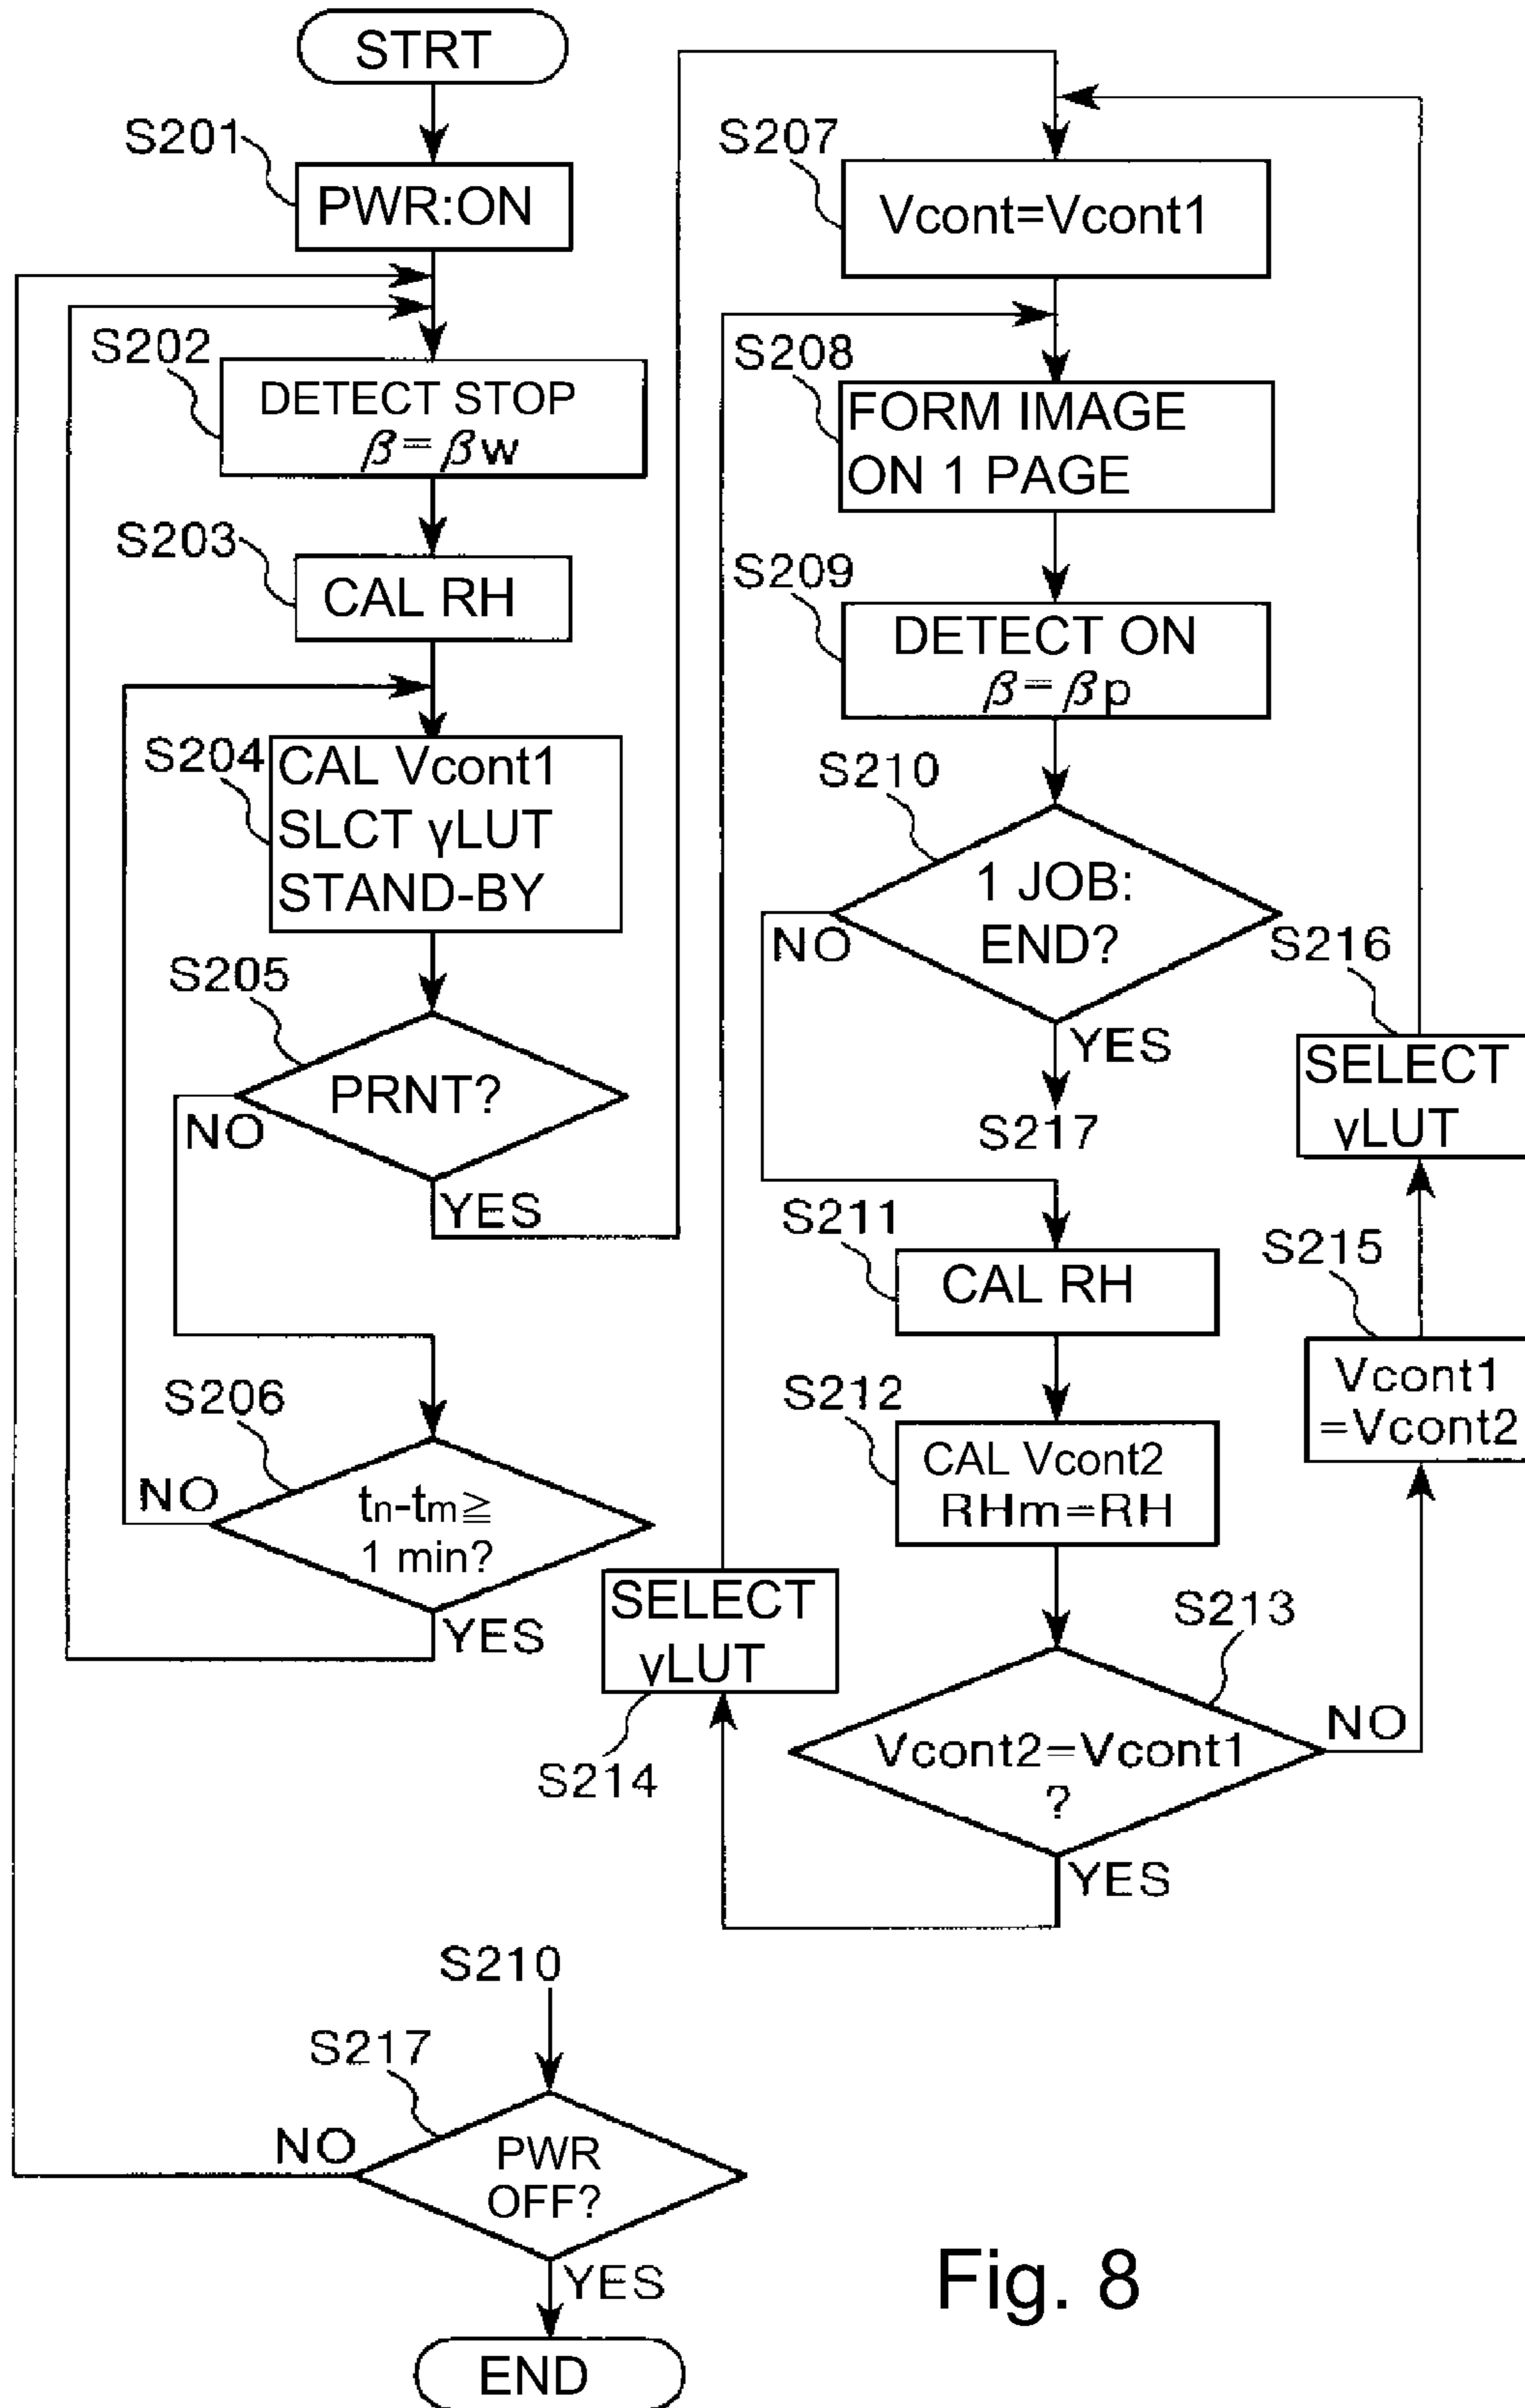 STRT
S201
PWR:ON
S202
DETECT STOP
β=βw
S203
CAL RH
S204
CAL Vcont1
SLCT γLUT
STAND-BY
S205
PRNT?
NO
YES
S206
tn-tm≧
1 min?
NO
YES
S207
Vcont=Vcont1
S208
FORM IMAGE
ON 1 PAGE
S209
DETECT ON
β=βp
S210
1 JOB:
END?
NO
YES
S217
S211
CAL RH
S212
CAL Vcont2
RHm=RH
S213
Vcont2=Vcont1
?
NO
YES
S214
SELECT
γLUT
S215
Vcont1
=Vcont2
S216
SELECT
γLUT
S210
S217
PWR
OFF?
NO
YES
END
Fig. 8